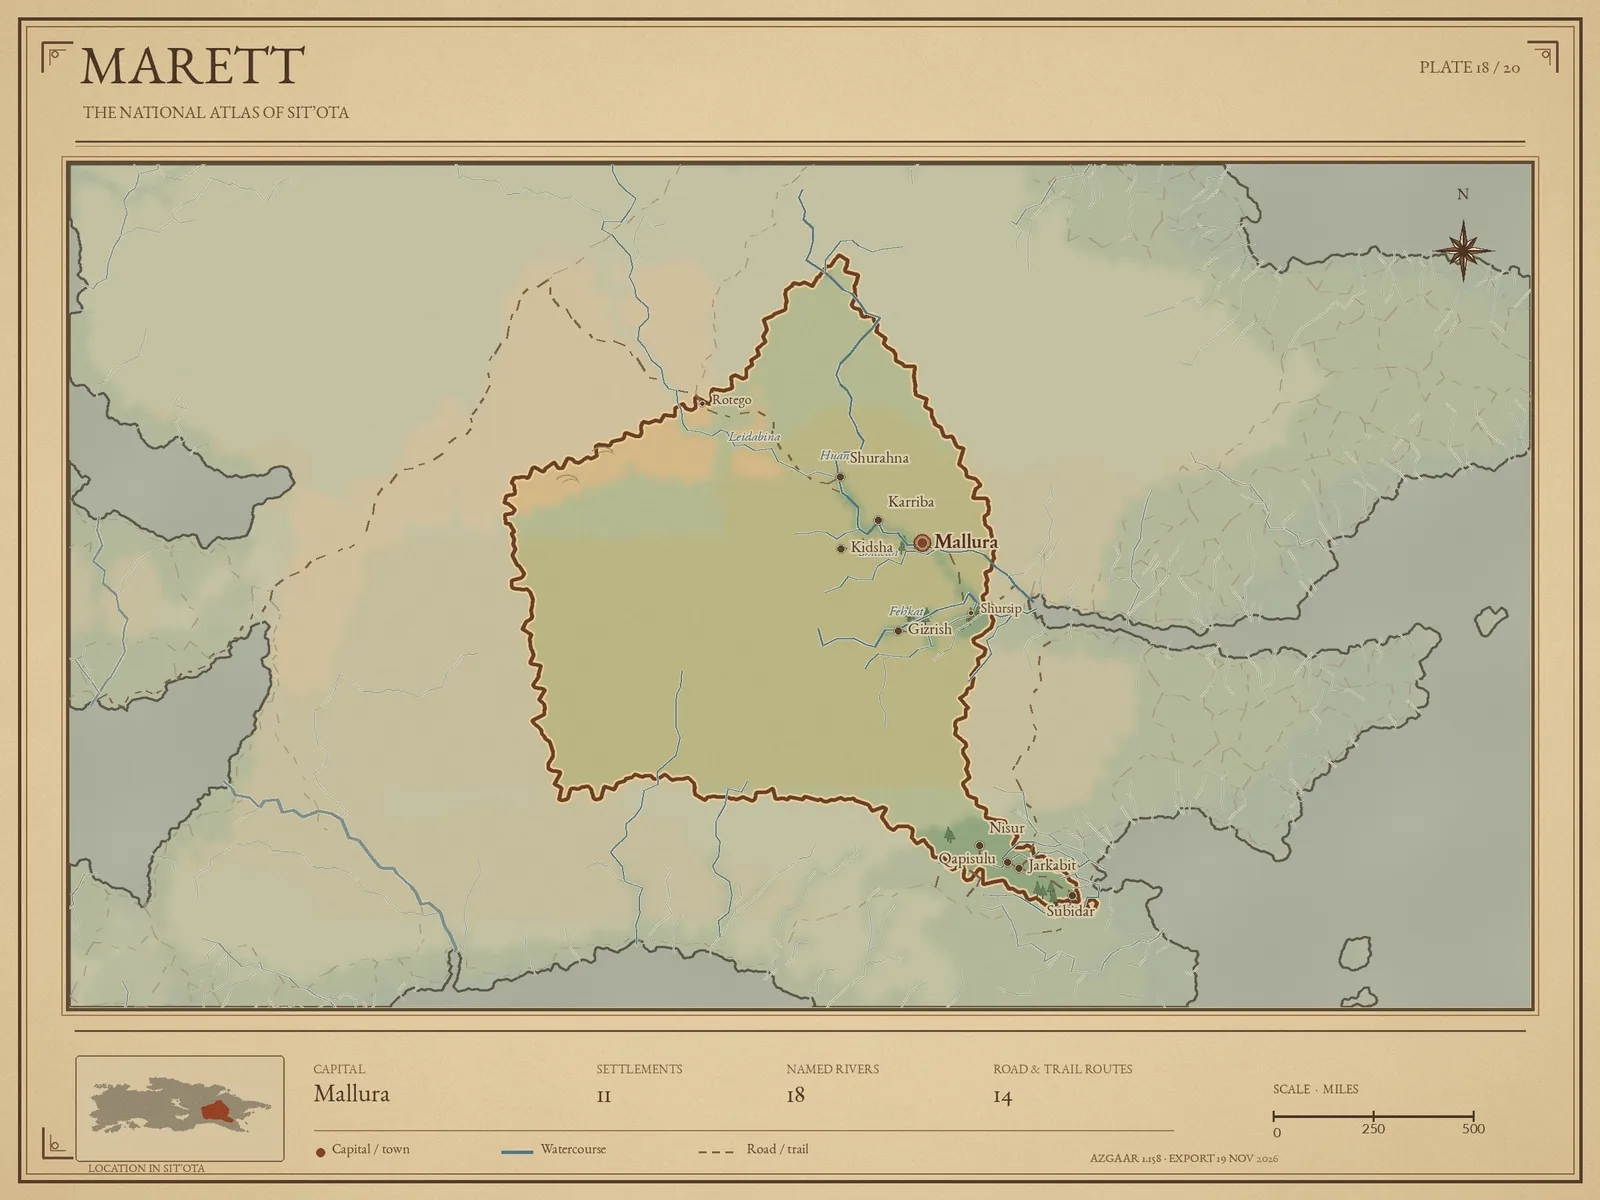 MARETT
THE NATIONAL ATLAS OF SIT'OTA
PLATE 18 / 20
N
Rotego
Leidabina
Shurahna
Karriba
Mallura
Kidsha
Fehkat
Shursip
Gizrish
Nisur
Qapisulu
Jarkabit
Subidar
CAPITAL
Mallura
SETTLEMENTS
11
NAMED RIVERS
18
ROAD & TRAIL ROUTES
14
SCALE · MILES
0 250 500
Capital / town
Watercourse
Road / trail
AZGAAR 1.158 · EXPORT 19 NOV 2026
LOCATION IN SIT'OTA